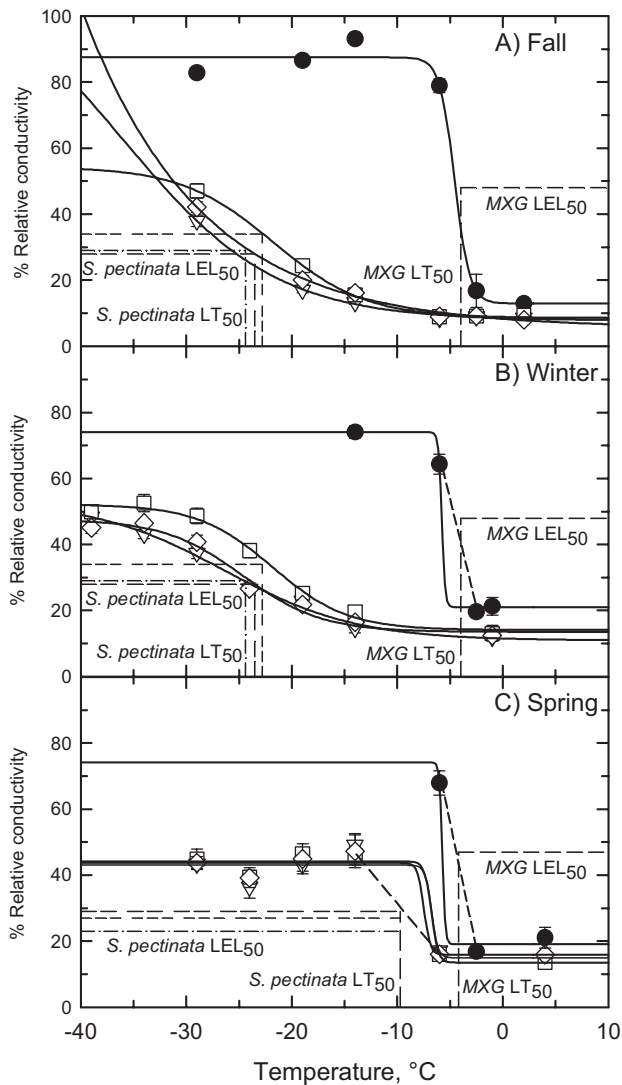 A) Fall
100
80
60
40
20
0
% Relative conductivity
MXG LEL50
MXG LT50
S. pectinata LEL50
S. pectinata LT50
B) Winter
80
60
40
20
0
% Relative conductivity
MXG LEL50
S. pectinata LEL50
S. pectinata LT50
MXG LT50
C) Spring
80
60
40
20
0
% Relative conductivity
MXG LEL50
S. pectinata LEL50
S. pectinata LT50
MXG LT50
-40 -30 -20 -10 0 10
Temperature, °C